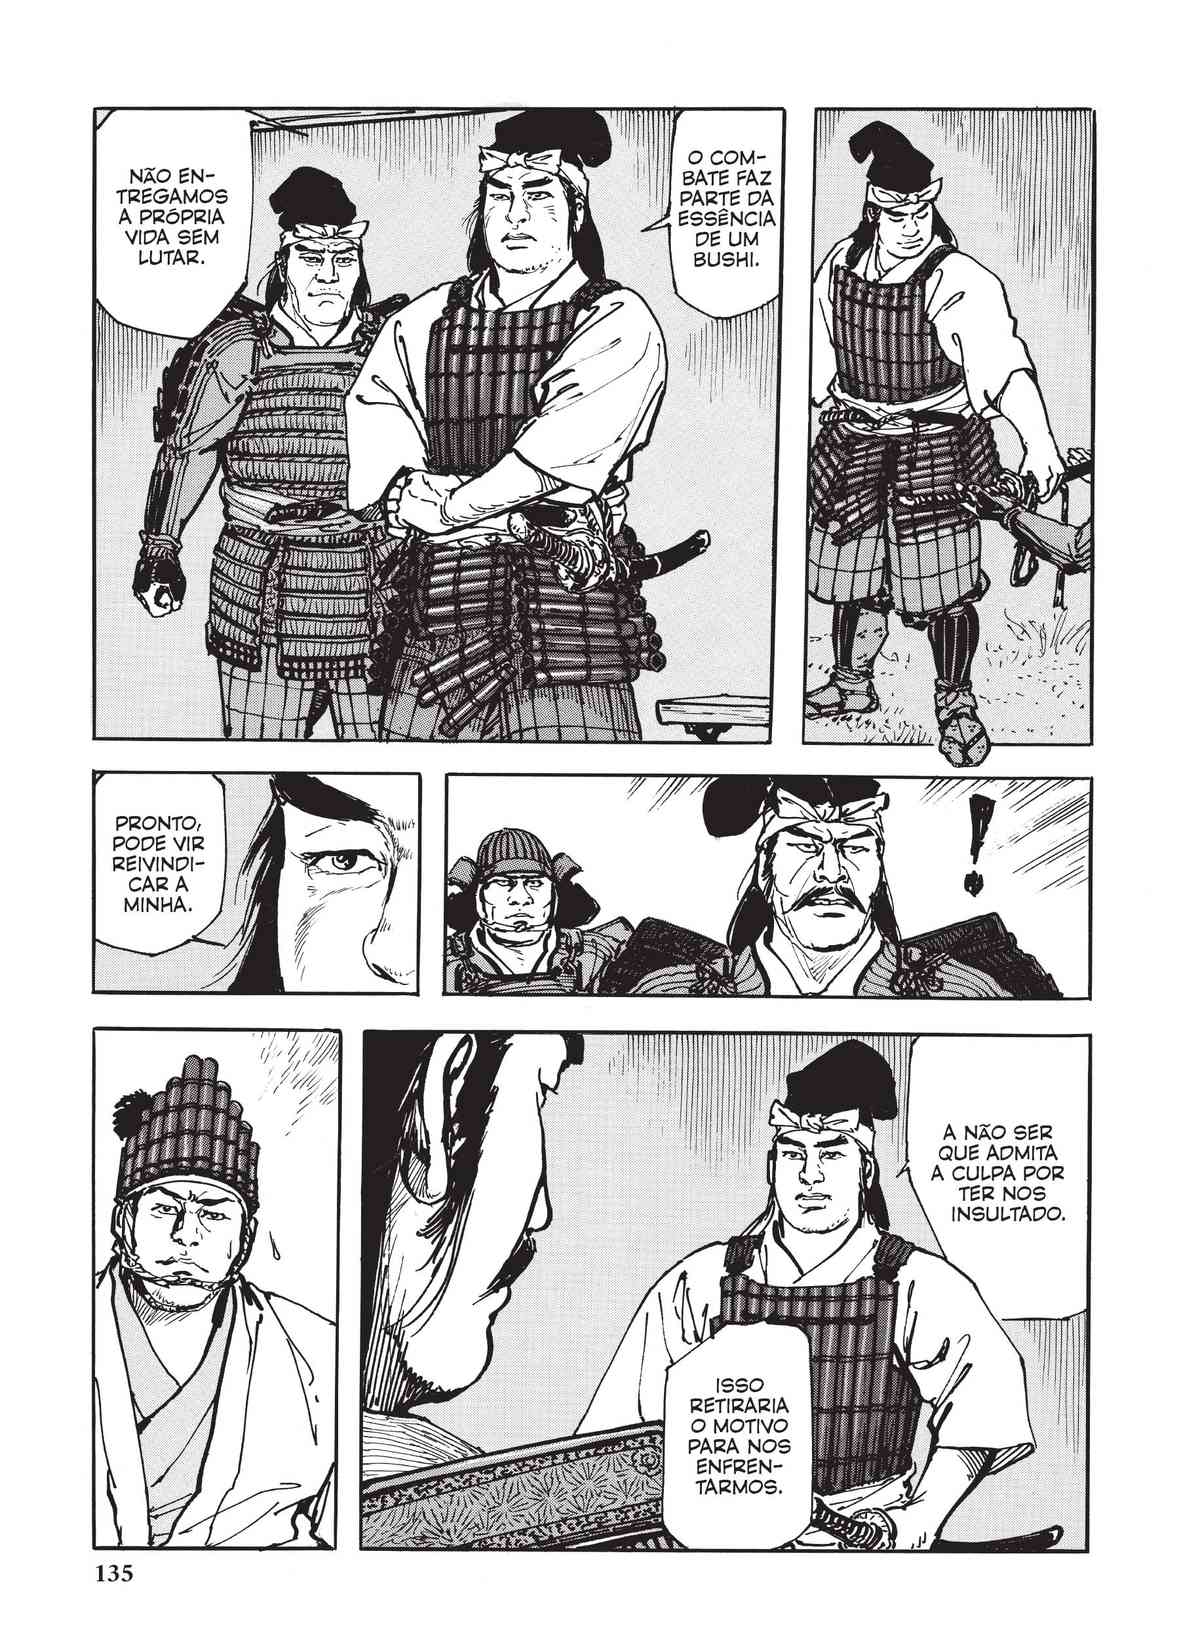 O COM-
BATE FAZ
PARTE DA
ESSÊNCIA
DE UM
BUSHI.
NÃO EN-
TREGAMOS
A PRÓPRIA
VIDA SEM
LUTAR.
!
PRONTO,
PODE VIR
REIVINDI-
CAR A
MINHA.
A NÃO SER
QUE ADMITA
A CULPA POR
TER NOS
INSULTADO.
ISSO
RETIRARIA
O MOTIVO
PARA NOS
ENFREN-
TARMOS.
135